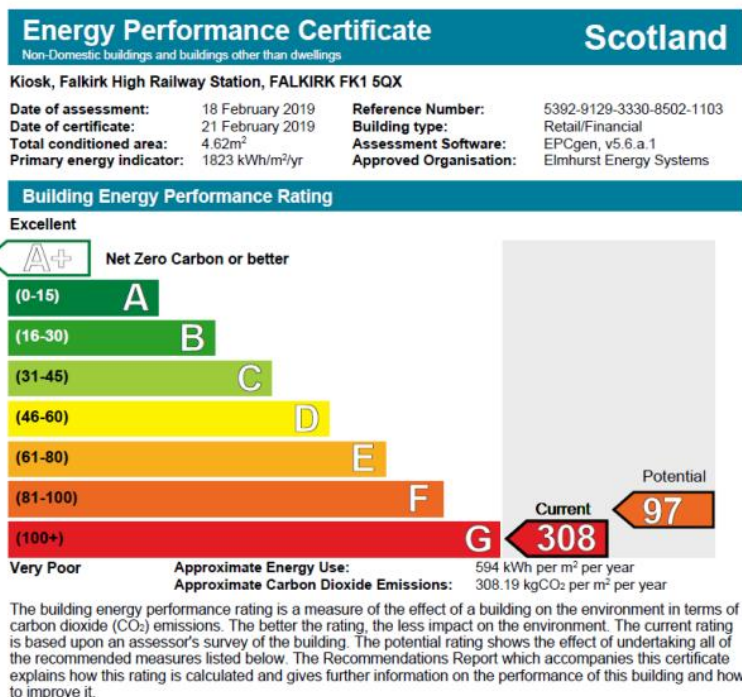 Energy Performance Certificate
Scotland
Non-Domestic buildings and buildings other than dwellings
Kiosk, Falkirk High Railway Station, FALKIRK FK1 5QX
Date of assessment: 18 February 2019 Reference Number: 5392-9129-3330-8502-1103
Date of certificate: 21 February 2019 Building type: Retail/Financial
Total conditioned area: 4.62m² Assessment Software: EPCgen, v5.6.a.1
Primary energy indicator: 1823 kWh/m²/yr Approved Organisation: Elmhurst Energy Systems
Building Energy Performance Rating
Excellent
A+ Net Zero Carbon or better
(0-15) A
(16-30) B
(31-45) C
(46-60) D
(61-80) E
Potential
(81-100) F 97
Current
(100+) G 308
Very Poor Approximate Energy Use: 594 kWh per m² per year
Approximate Carbon Dioxide Emissions: 308.19 kgCO₂ per m² per year
The building energy performance rating is a measure of the effect of a building on the environment in terms of
carbon dioxide (CO₂) emissions. The better the rating, the less impact on the environment. The current rating
is based upon an assessor's survey of the building. The potential rating shows the effect of undertaking all of
the recommended measures listed below. The Recommendations Report which accompanies this certificate
explains how this rating is calculated and gives further information on the performance of this building and how
to improve it.